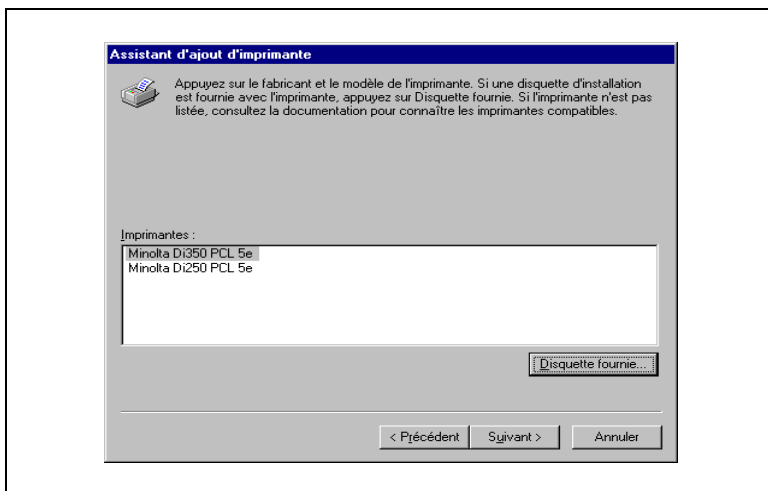 Assistant d'ajout d'imprimante
Appuyez sur le fabricant et le modèle de l'imprimante. Si une disquette d'installation
est fournie avec l'imprimante, appuyez sur Disquette fournie. Si l'imprimante n'est pas
listée, consultez la documentation pour connaître les imprimantes compatibles.
Imprimantes :
Minolta Di350 PCL 5e
Minolta Di250 PCL 5e
Disquette fournie...
< Précédent Suivant > Annuler